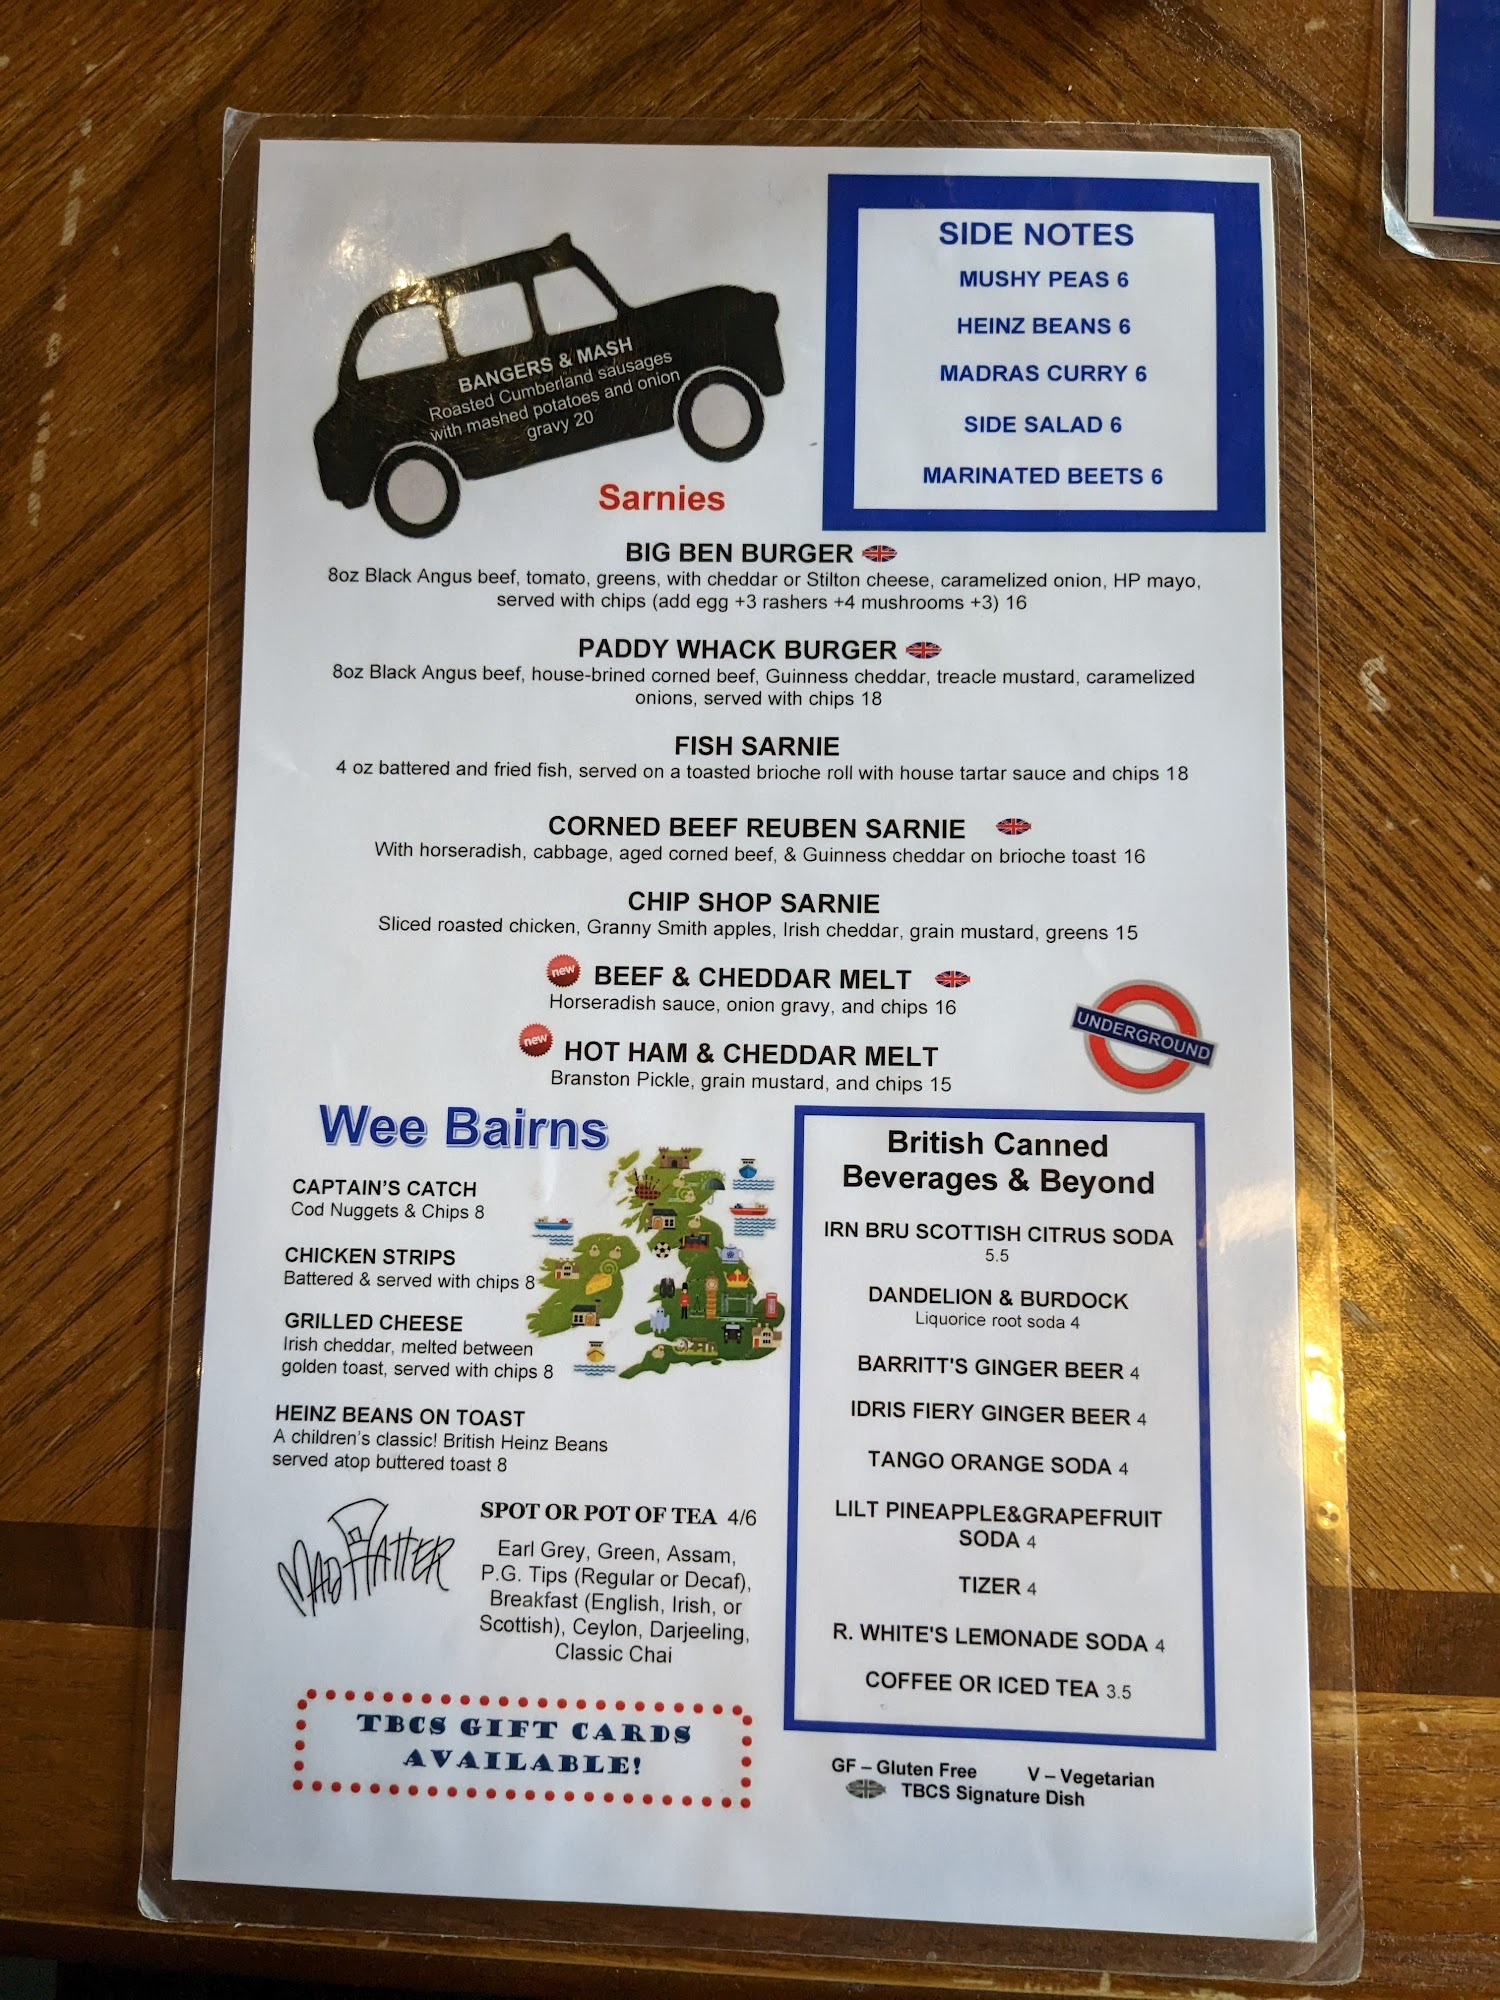 BANGERS & MASH
Roasted Cumberland sausages
with mashed potatoes and onion
gravy 20
SIDE NOTES
MUSHY PEAS 6
HEINZ BEANS 6
MADRAS CURRY 6
SIDE SALAD 6
MARINATED BEETS 6
Sarnies
BIG BEN BURGER
8oz Black Angus beef, tomato, greens, with cheddar or Stilton cheese, caramelized onion, HP mayo,
served with chips (add egg +3 rashers +4 mushrooms +3) 16
PADDY WHACK BURGER
8oz Black Angus beef, house-brined corned beef, Guinness cheddar, treacle mustard, caramelized
onions, served with chips 18
FISH SARNIE
4 oz battered and fried fish, served on a toasted brioche roll with house tartar sauce and chips 18
CORNED BEEF REUBEN SARNIE
With horseradish, cabbage, aged corned beef, & Guinness cheddar on brioche toast 16
CHIP SHOP SARNIE
Sliced roasted chicken, Granny Smith apples, Irish cheddar, grain mustard, greens 15
new BEEF & CHEDDAR MELT
Horseradish sauce, onion gravy, and chips 16
new HOT HAM & CHEDDAR MELT
Branston Pickle, grain mustard, and chips 15
UNDERGROUND
Wee Bairns
CAPTAIN'S CATCH
Cod Nuggets & Chips 8
CHICKEN STRIPS
Battered & served with chips 8
GRILLED CHEESE
Irish cheddar, melted between
golden toast, served with chips 8
HEINZ BEANS ON TOAST
A children's classic! British Heinz Beans
served atop buttered toast 8
MAD HATTER
SPOT OR POT OF TEA 4/6
Earl Grey, Green, Assam,
P.G. Tips (Regular or Decaf),
Breakfast (English, Irish, or
Scottish), Ceylon, Darjeeling,
Classic Chai
TBCS GIFT CARDS
AVAILABLE!
British Canned
Beverages & Beyond
IRN BRU SCOTTISH CITRUS SODA
5.5
DANDELION & BURDOCK
Liquorice root soda 4
BARRITT'S GINGER BEER 4
IDRIS FIERY GINGER BEER 4
TANGO ORANGE SODA 4
LILT PINEAPPLE&GRAPEFRUIT
SODA 4
TIZER 4
R. WHITE'S LEMONADE SODA 4
COFFEE OR ICED TEA 3.5
GF – Gluten Free V – Vegetarian
TBCS Signature Dish